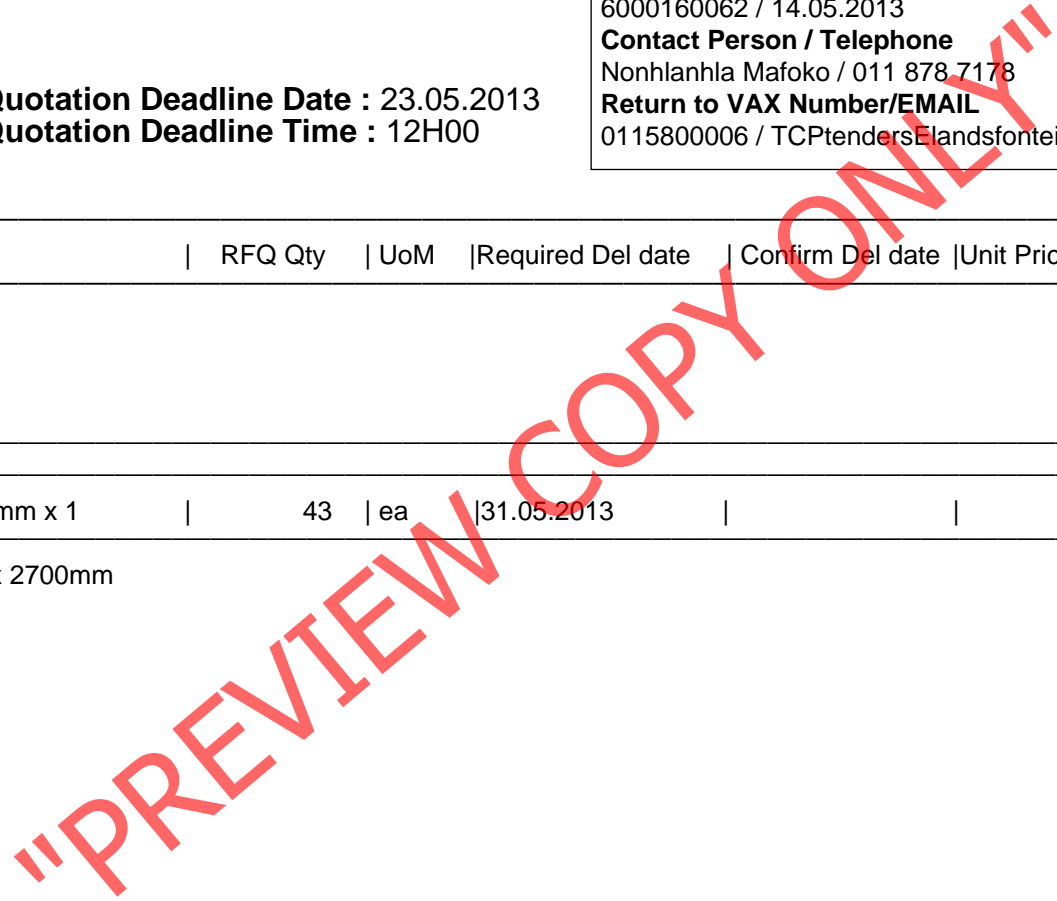 6000160062 / 14.05.2013
Contact Person / Telephone
Nonhlanhla Mafoko / 011 878 7178
Return to VAX Number/EMAIL
0115800006 / TCPtendersElandsfontei
Quotation Deadline Date : 23.05.2013
Quotation Deadline Time : 12H00
| RFQ Qty | UoM |Required Del date | Confirm Del date |Unit Pric
mm x 1 | 43 | ea |31.05.2013 | |
x 2700mm
"PREVIEW COPY ONLY"